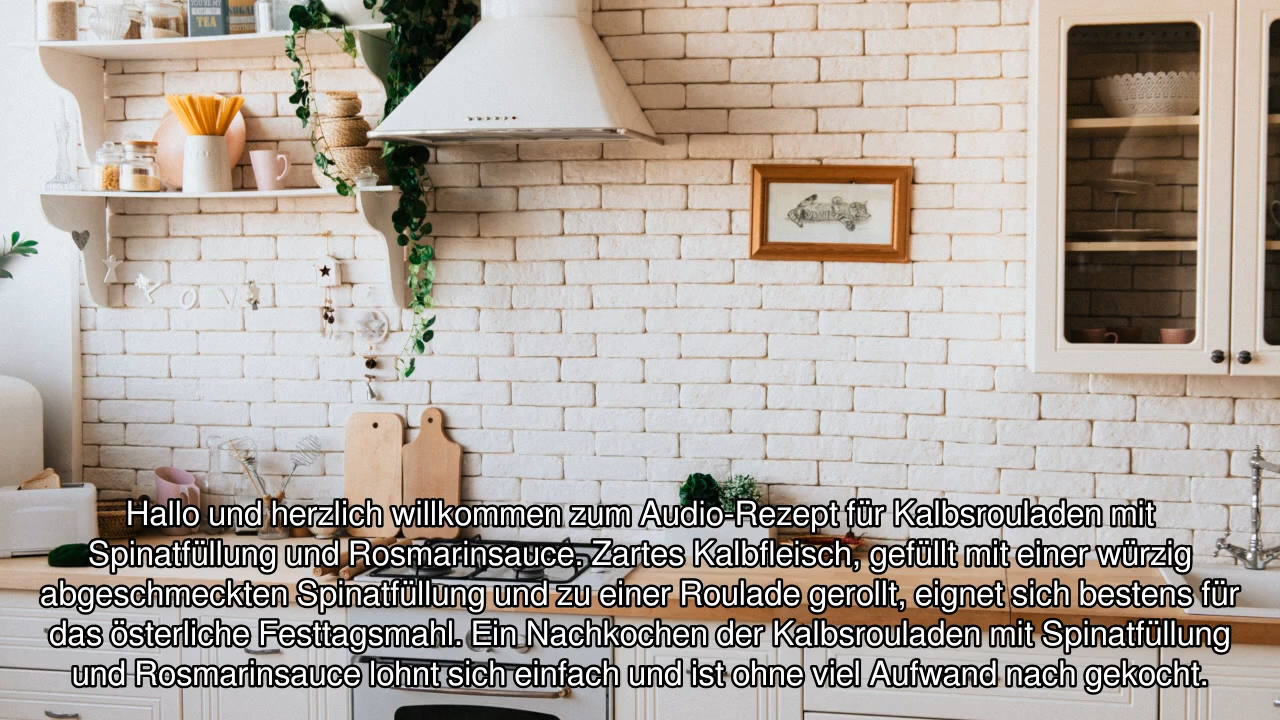 TEA
Hallo und herzlich willkommen zum Audio-Rezept für Kalbsrouladen mit
Spinatfüllung und Rosmarinsauce. Zartes Kalbfleisch, gefüllt mit einer würzig
abgeschmeckten Spinatfüllung und zu einer Roulade gerollt, eignet sich bestens für
das österliche Festtagsmahl. Ein Nachkochen der Kalbsrouladen mit Spinatfüllung
und Rosmarinsauce lohnt sich einfach und ist ohne viel Aufwand nach gekocht.